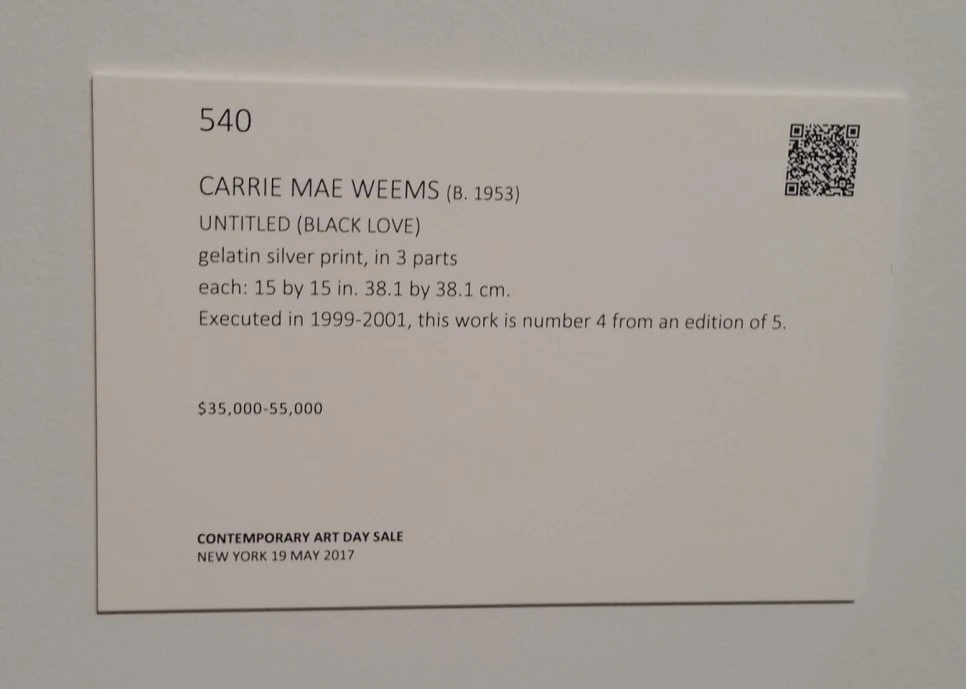 540
CARRIE MAE WEEMS (B. 1953)
UNTITLED (BLACK LOVE)
gelatin silver print, in 3 parts
each: 15 by 15 in. 38.1 by 38.1 cm.
Executed in 1999-2001, this work is number 4 from an edition of 5.
$35,000-55,000
CONTEMPORARY ART DAY SALE
NEW YORK 19 MAY 2017